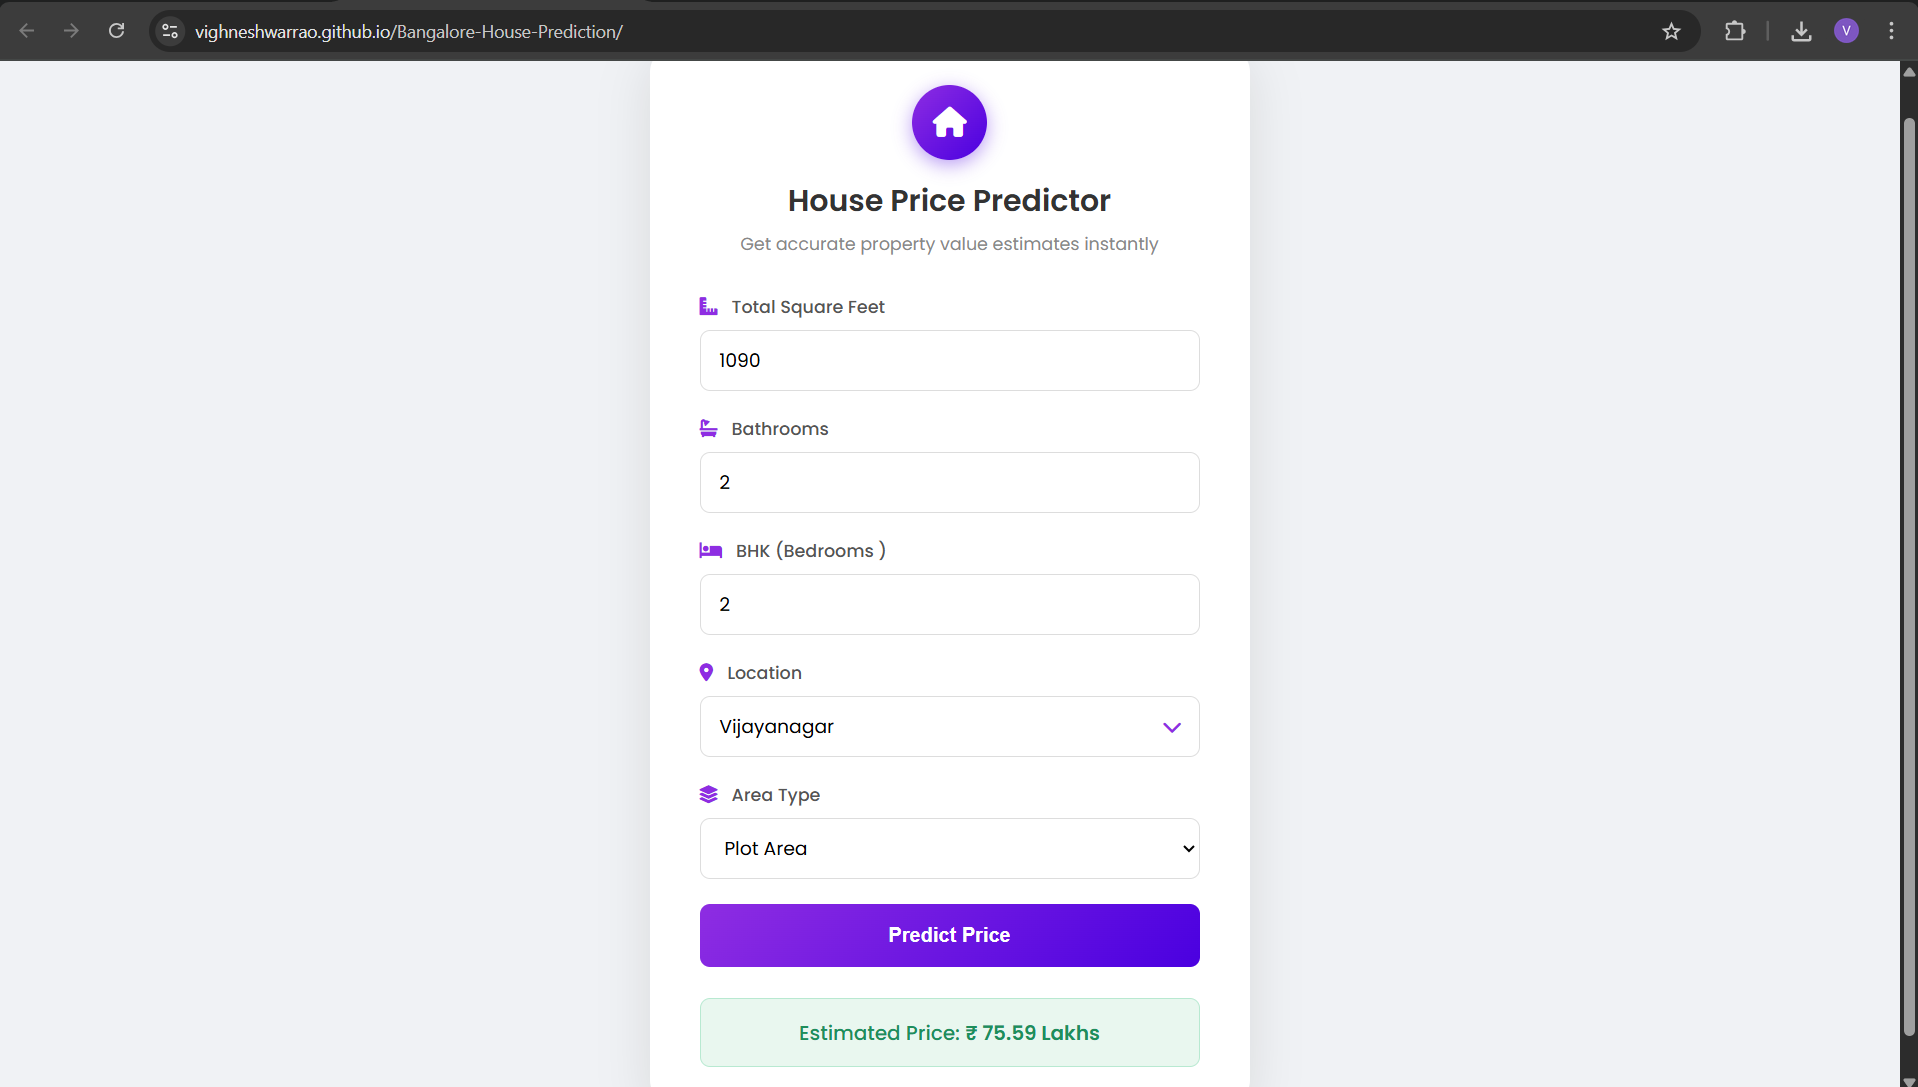 vighneshwarrao.github.io/Bangalore-House-Prediction/
V
House Price Predictor
Get accurate property value estimates instantly
Total Square Feet
1090
Bathrooms
2
BHK (Bedrooms )
2
Location
Vijayanagar
Area Type
Plot Area
Predict Price
Estimated Price: ₹ 75.59 Lakhs